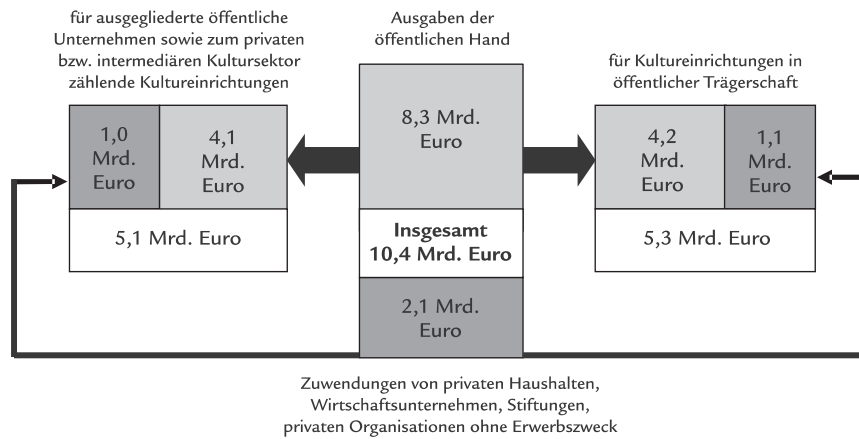 für ausgegliederte öffentliche
Unternehmen sowie zum privaten
bzw. intermediären Kultursektor
zählende Kultureinrichtungen
1,0
Mrd.
Euro
4,1
Mrd.
Euro
5,1 Mrd. Euro
Ausgaben der
öffentlichen Hand
8,3 Mrd.
Euro
Insgesamt
10,4 Mrd. Euro
2,1 Mrd.
Euro
für Kultureinrichtungen in
öffentlicher Trägerschaft
4,2
Mrd.
Euro
1,1
Mrd.
Euro
5,3 Mrd. Euro
Zuwendungen von privaten Haushalten,
Wirtschaftsunternehmen, Stiftungen,
privaten Organisationen ohne Erwerbszweck